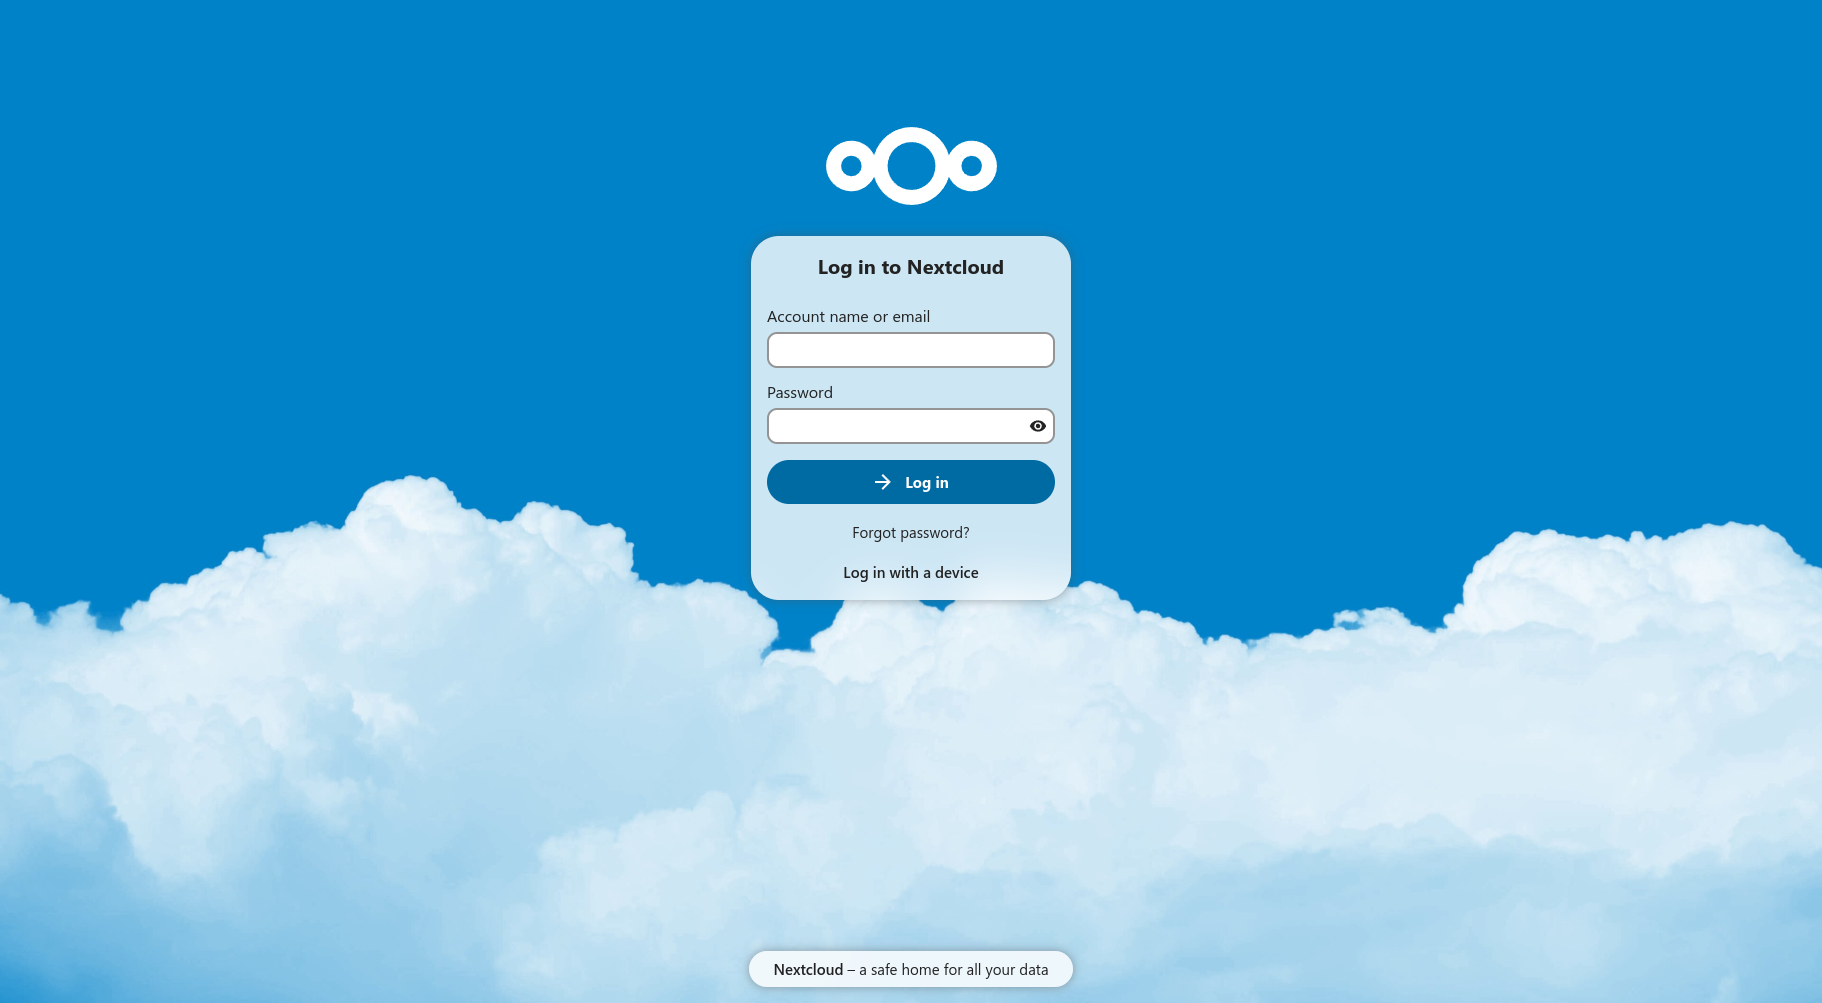 Log in to Nextcloud
Account name or email
Password
Log in
Forgot password?
Log in with a device
Nextcloud – a safe home for all your data